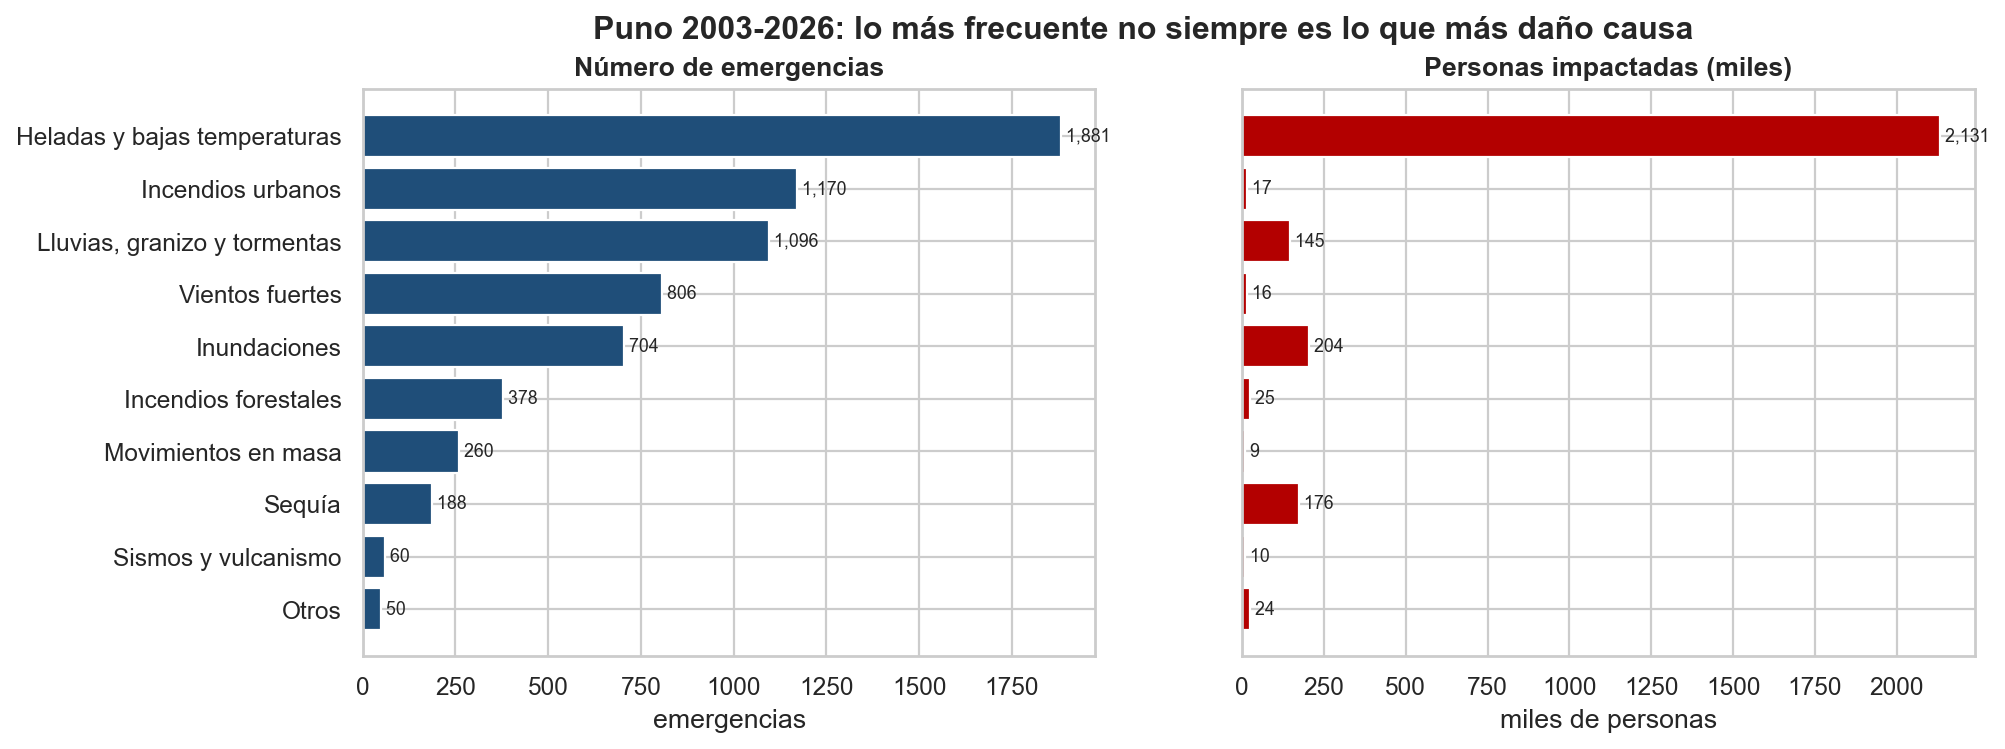 Puno 2003-2026: lo más frecuente no siempre es lo que más daño causa
Número de emergencias
Heladas y bajas temperaturas 1,881
Incendios urbanos 1,170
Lluvias, granizo y tormentas 1,096
Vientos fuertes 806
Inundaciones 704
Incendios forestales 378
Movimientos en masa 260
Sequía 188
Sismos y vulcanismo 60
Otros 50
0 250 500 750 1000 1250 1500 1750
emergencias
Personas impactadas (miles)
2,131
17
145
16
204
25
9
176
10
24
0 250 500 750 1000 1250 1500 1750 2000
miles de personas